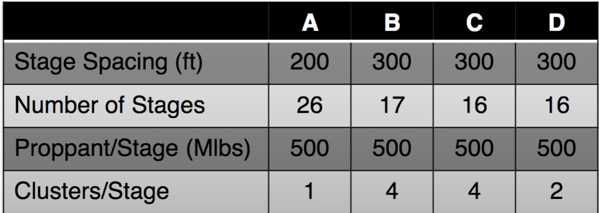 A B C D
Stage Spacing (ft) 200 300 300 300
Number of Stages 26 17 16 16
Proppant/Stage (Mlbs) 500 500 500 500
Clusters/Stage 1 4 4 2